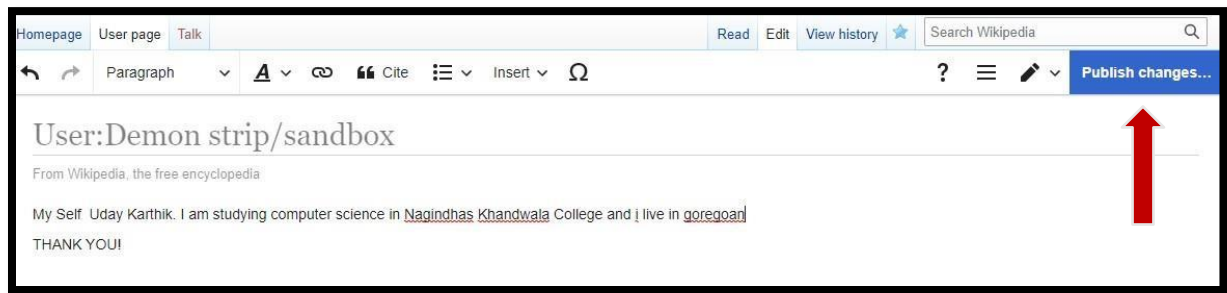 Homepage User page Talk Read Edit View history Search Wikipedia
Paragraph A Cite Insert Ω ? Publish changes...
User:Demon strip/sandbox
From Wikipedia, the free encyclopedia
My Self Uday Karthik. I am studying computer science in Nagindhas Khandwala College and i live in goregoan
THANK YOU!